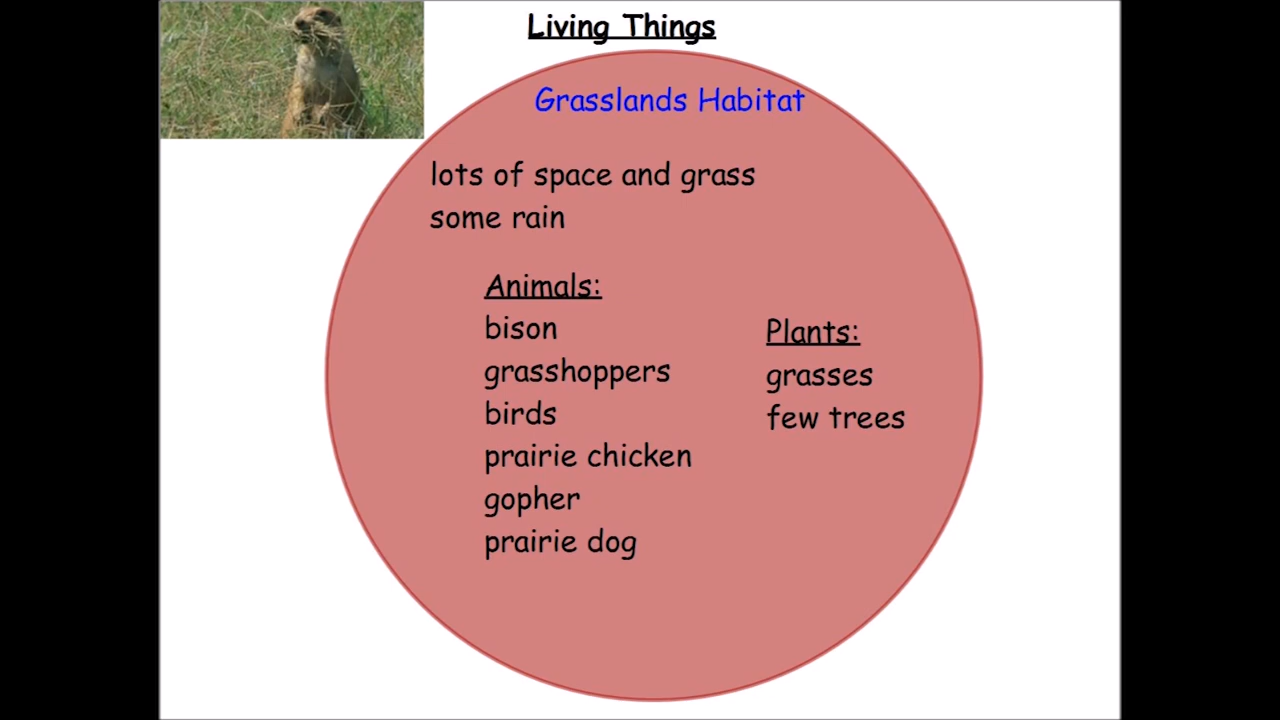 Living Things
Grasslands Habitat
lots of space and grass
some rain
Animals:
bison
grasshoppers
birds
prairie chicken
gopher
prairie dog
Plants:
grasses
few trees